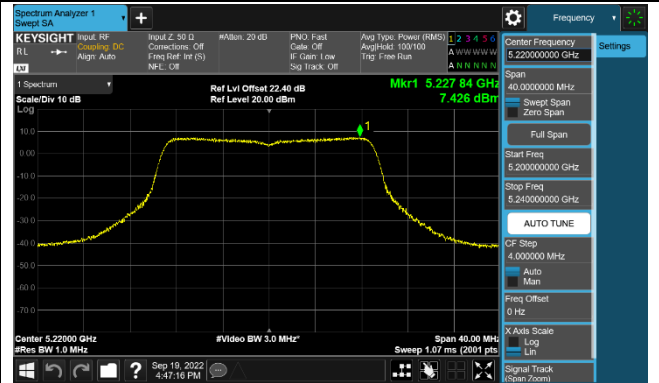 Spectrum Analyzer 1
Swept SA
+
Frequency
KEYSIGHT
RL
LXI
Input: RF
Coupling: DC
Align: Auto
Input Z: 50 Ω
Corrections: Off
Freq Ref: Int (S)
NFE: Off
#Atten: 20 dB
PNO: Fast
Gate: Off
IF Gain: Low
Sig Track: Off
Avg Type: Power (RMS)
Avg|Hold: 100/100
Trig: Free Run
1 2 3 4 5 6
A W W W W W
A N N N N N
1 Spectrum
Scale/Div 10 dB
Log
Ref Lvl Offset 22.40 dB
Ref Level 20.00 dBm
Mkr1 5.227 84 GHz
7.426 dBm
1
10.0
0.00
-10.0
-20.0
-30.0
-40.0
-50.0
-60.0
-70.0
Center 5.22000 GHz
#Res BW 1.0 MHz
#Video BW 3.0 MHz*
Span 40.00 MHz
Sweep 1.07 ms (2001 pts
Center Frequency
5.220000000 GHz
Settings
Span
40.0000000 MHz
Swept Span
Zero Span
Full Span
Start Freq
5.200000000 GHz
Stop Freq
5.240000000 GHz
AUTO TUNE
CF Step
4.000000 MHz
Auto
Man
Freq Offset
0 Hz
X Axis Scale
Log
Lin
Signal Track
(Span Zoom)
?
Sep 19, 2022
4:47:16 PM